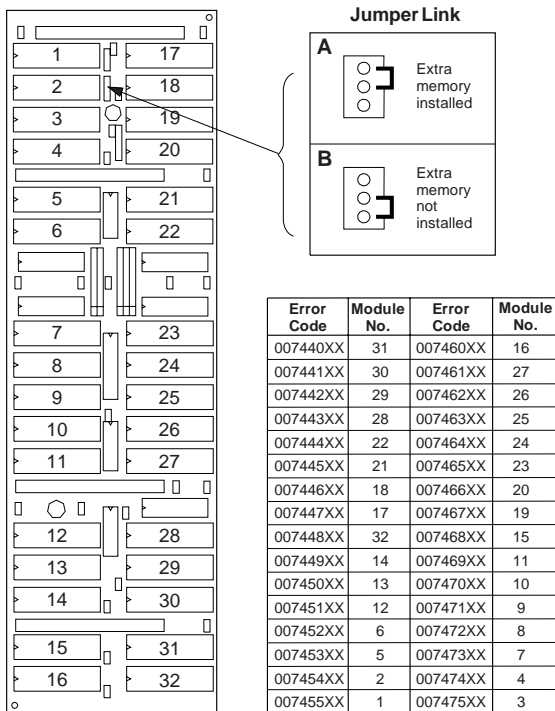 Jumper Link
A
Extra
memory
installed
B
Extra
memory
not
installed
1 17
2 18
3 19
4 20
5 21
6 22
7 23
8 24
9 25
10 26
11 27
12 28
13 29
14 30
15 31
16 32
Error Code Module No. Error Code Module No.
007440XX 31 007460XX 16
007441XX 30 007461XX 27
007442XX 29 007462XX 26
007443XX 28 007463XX 25
007444XX 22 007464XX 24
007445XX 21 007465XX 23
007446XX 18 007466XX 20
007447XX 17 007467XX 19
007448XX 32 007468XX 15
007449XX 14 007469XX 11
007450XX 13 007470XX 10
007451XX 12 007471XX 9
007452XX 6 007472XX 8
007453XX 5 007473XX 7
007454XX 2 007474XX 4
007455XX 1 007475XX 3